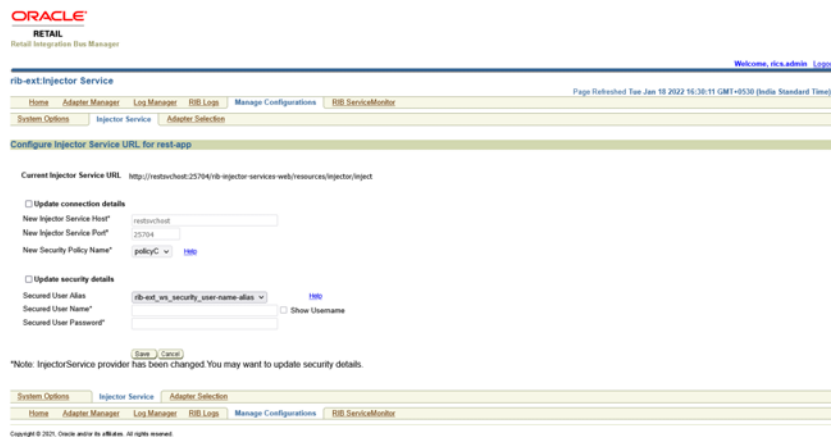 ORACLE
RETAIL
Retail Integration Bus Manager
Welcome, rics.admin Logou
rib-ext:Injector Service
Page Refreshed Tue Jan 18 2022 16:30:11 GMT+0530 (India Standard Time)
Home Adapter Manager Log Manager RIB Logs Manage Configurations RIB ServiceMonitor
System Options Injector Service Adapter Selection
Configure Injector Service URL for rest-app
Current Injector Service URL http://restsvchost:25704/rib-injector-services-web/resources/injector/inject
Update connection details
New Injector Service Host* restsvchost
New Injector Service Port* 25704
New Security Policy Name* policyC Help
Update security details
Secured User Alias rib-ext_ws_security_user-name-alias Help
Secured User Name* Show Username
Secured User Password*
Save Cancel
*Note: InjectorService provider has been changed.You may want to update security details.
System Options Injector Service Adapter Selection
Home Adapter Manager Log Manager RIB Logs Manage Configurations RIB ServiceMonitor
Copyright © 2021, Oracle and/or its affiliates. All rights reserved.